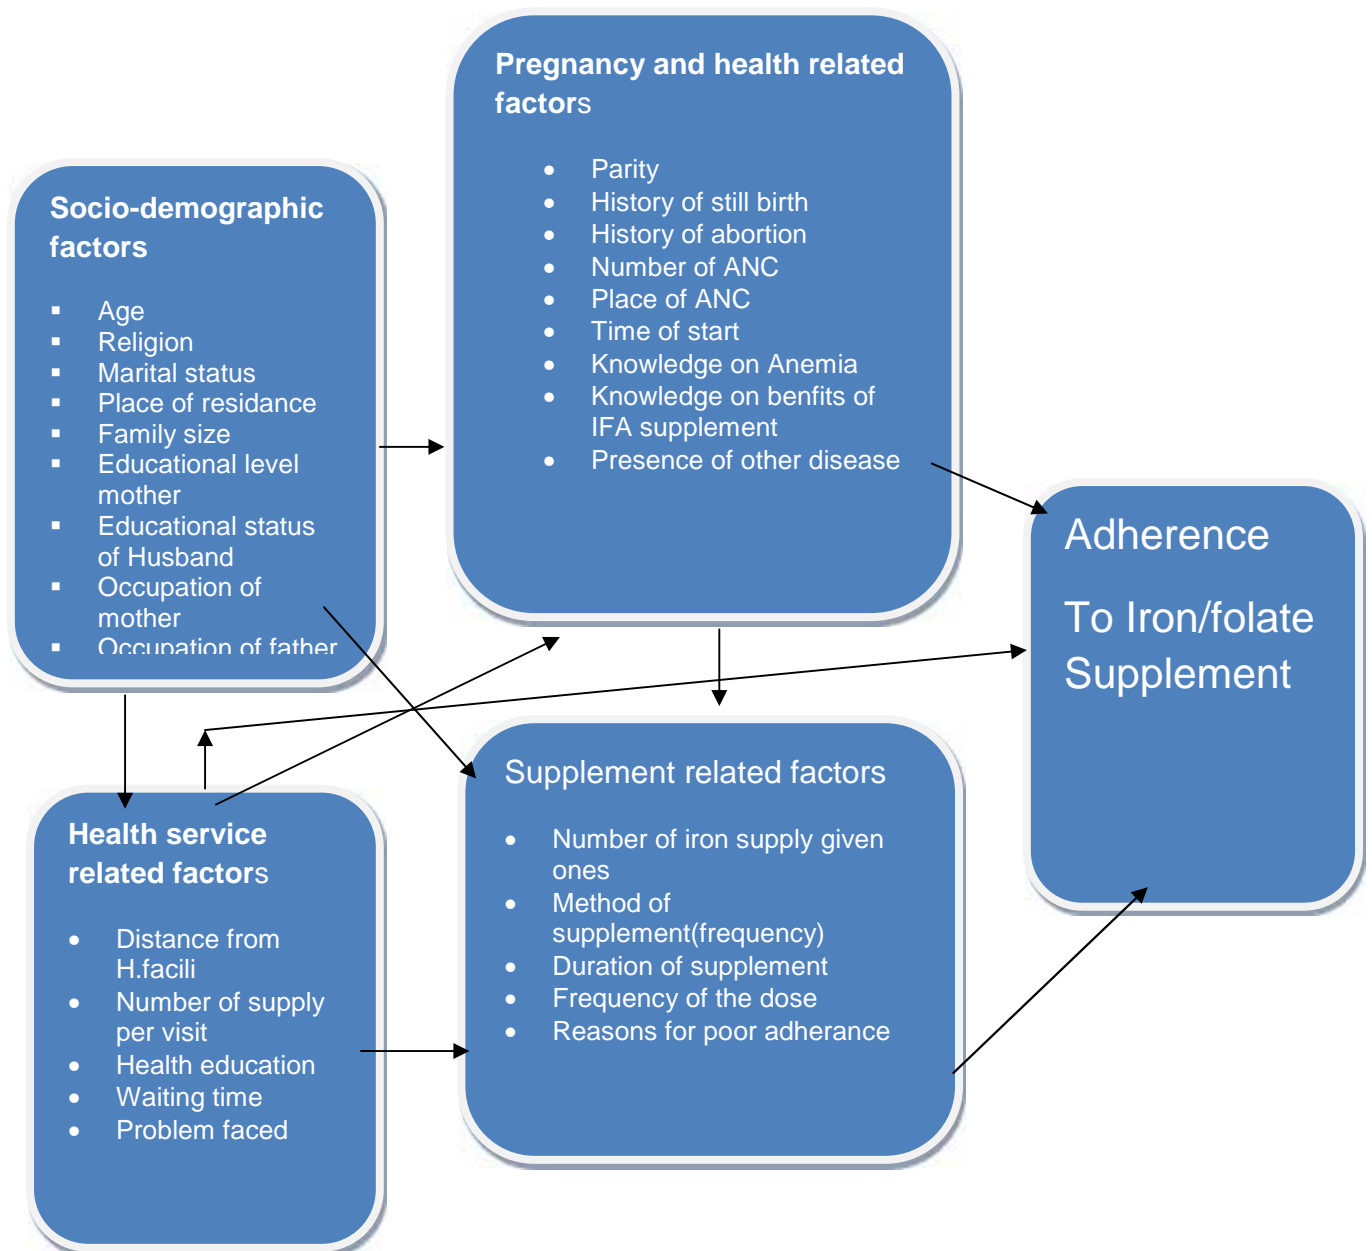 Pregnancy and health related
factors
• Parity
• History of still birth
• History of abortion
• Number of ANC
• Place of ANC
• Time of start
• Knowledge on Anemia
• Knowledge on benfits of
IFA supplement
• Presence of other disease
Socio-demographic
factors
▪ Age
▪ Religion
▪ Marital status
▪ Place of residance
▪ Family size
▪ Educational level
mother
▪ Educational status
of Husband
▪ Occupation of
mother
▪ Occupation of father
Adherence
To Iron/folate
Supplement
Health service
related factors
• Distance from
H.facili
• Number of supply
per visit
• Health education
• Waiting time
• Problem faced
Supplement related factors
• Number of iron supply given
ones
• Method of
supplement(frequency)
• Duration of supplement
• Frequency of the dose
• Reasons for poor adherance